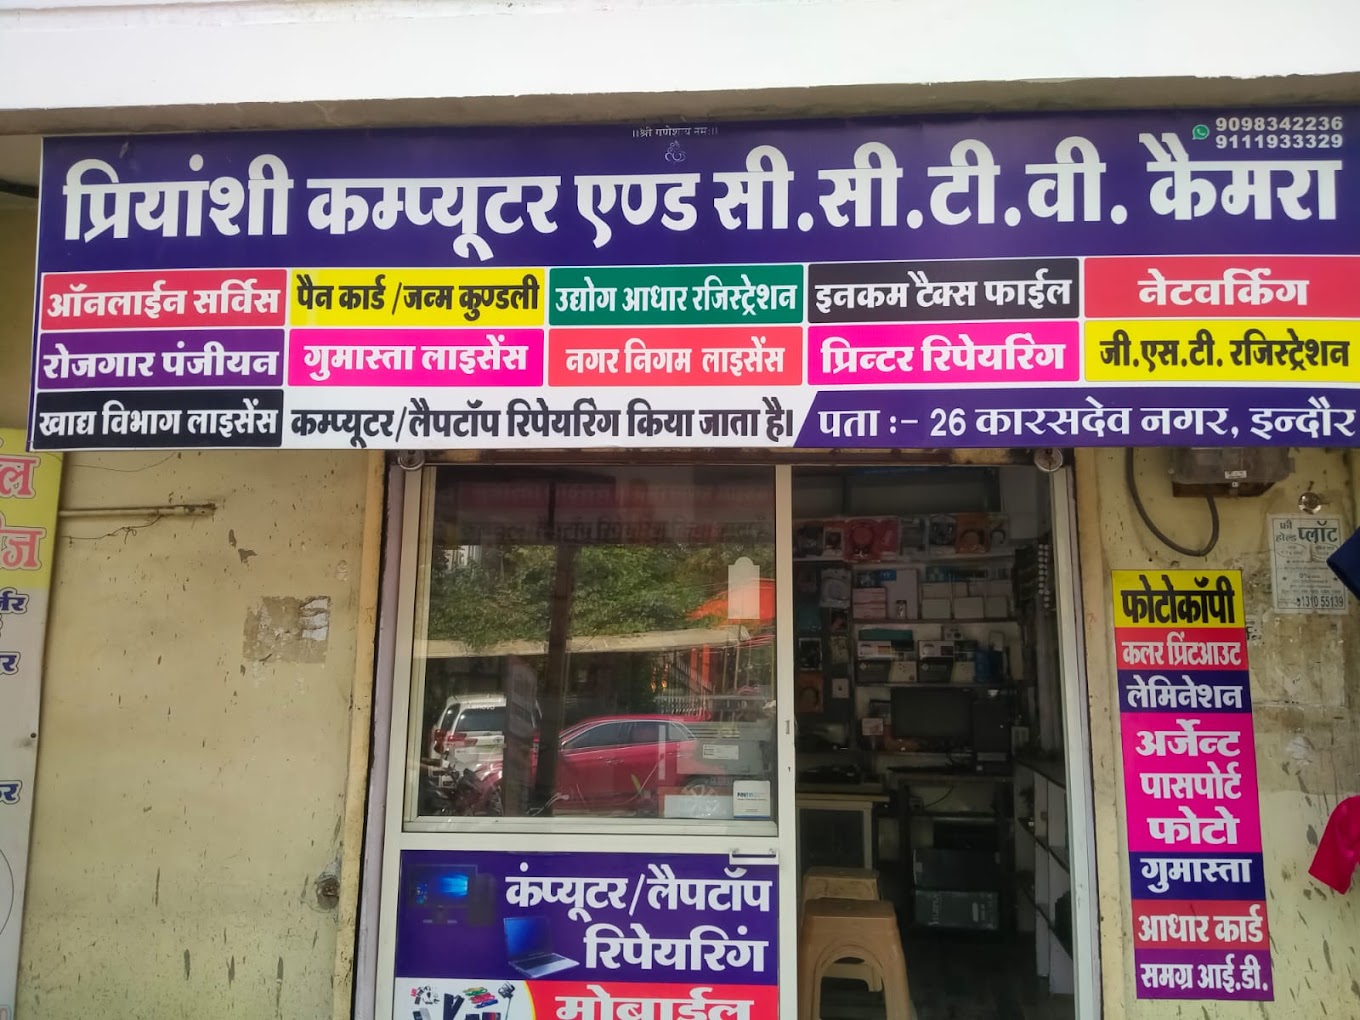 ।।श्री गणेशाय नमः।।
9098342236
9111933329
प्रियांशी कम्प्यूटर एण्ड सी.सी.टी.वी. कैमरा
ऑनलाईन सर्विस
पैन कार्ड /जन्म कुण्डली
उद्योग आधार रजिस्ट्रेशन
इनकम टैक्स फाईल
नेटवर्किंग
रोजगार पंजीयन
गुमास्ता लाइसेंस
नगर निगम लाइसेंस
प्रिन्टर रिपेयरिंग
जी.एस.टी. रजिस्ट्रेशन
खाद्य विभाग लाइसेंस
कम्प्यूटर/लैपटॉप रिपेयरिंग किया जाता है।
पता :- 26 कारसदेव नगर, इन्दौर
फ्री
होल्ड प्लॉट
फोटोकॉपी
कलर प्रिंटआउट
लेमिनेशन
अर्जेन्ट
पासपोर्ट
फोटो
गुमास्ता
आधार कार्ड
समग्र आई.डी.
कंप्यूटर/लैपटॉप
रिपेयरिंग
मोबाईल